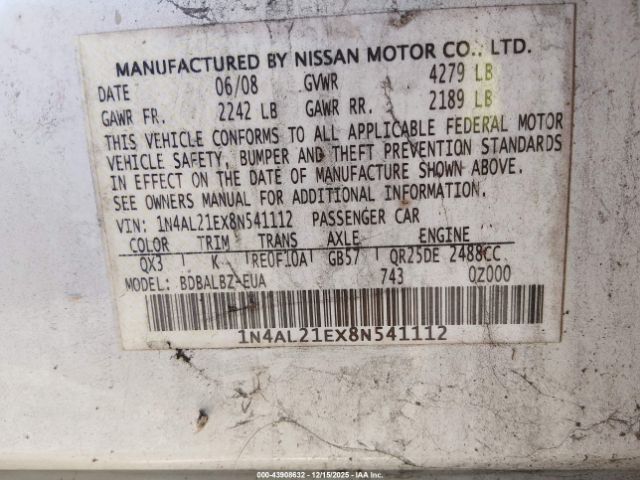 MANUFACTURED BY NISSAN MOTOR CO., LTD.
DATE 06/08 GVWR 4279 LB
GAWR FR. 2242 LB GAWR RR. 2189 LB
THIS VEHICLE CONFORMS TO ALL APPLICABLE FEDERAL MOTOR
VEHICLE SAFETY, BUMPER AND THEFT PREVENTION STANDARDS
IN EFFECT ON THE DATE OF MANUFACTURE SHOWN ABOVE.
SEE OWNERS MANUAL FOR ADDITIONAL INFORMATION.
VIN: 1N4AL21EX8N541112 PASSENGER CAR
COLOR TRIM TRANS AXLE ENGINE
QX3 K RE0F10A GB57 QR25DE 2488CC
MODEL: BDBALBZ-EUA 743 0Z000
1N4AL21EX8N541112
000-43908632 - 12/15/2025 - IAA Inc.